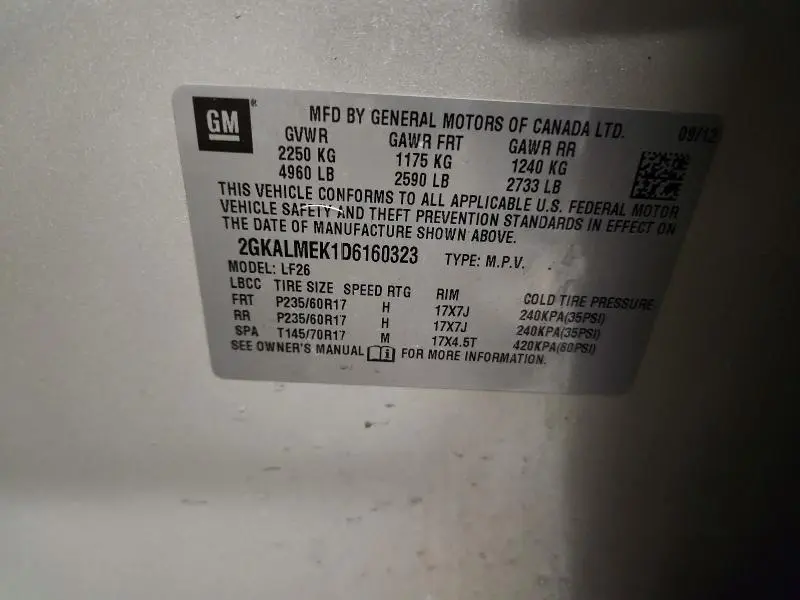 GM ®
MFD BY GENERAL MOTORS OF CANADA LTD. 09/12
GVWR GAWR FRT GAWR RR
2250 KG 1175 KG 1240 KG
4960 LB 2590 LB 2733 LB
THIS VEHICLE CONFORMS TO ALL APPLICABLE U.S. FEDERAL MOTOR
VEHICLE SAFETY AND THEFT PREVENTION STANDARDS IN EFFECT ON
THE DATE OF MANUFACTURE SHOWN ABOVE.
2GKALMEK1D6160323 TYPE: M.P.V.
MODEL: LF26
LBCC TIRE SIZE SPEED RTG RIM COLD TIRE PRESSURE
FRT P235/60R17 H 17X7J 240KPA(35PSI)
RR P235/60R17 H 17X7J 240KPA(35PSI)
SPA T145/70R17 M 17X4.5T 420KPA(60PSI)
SEE OWNER'S MANUAL i FOR MORE INFORMATION.